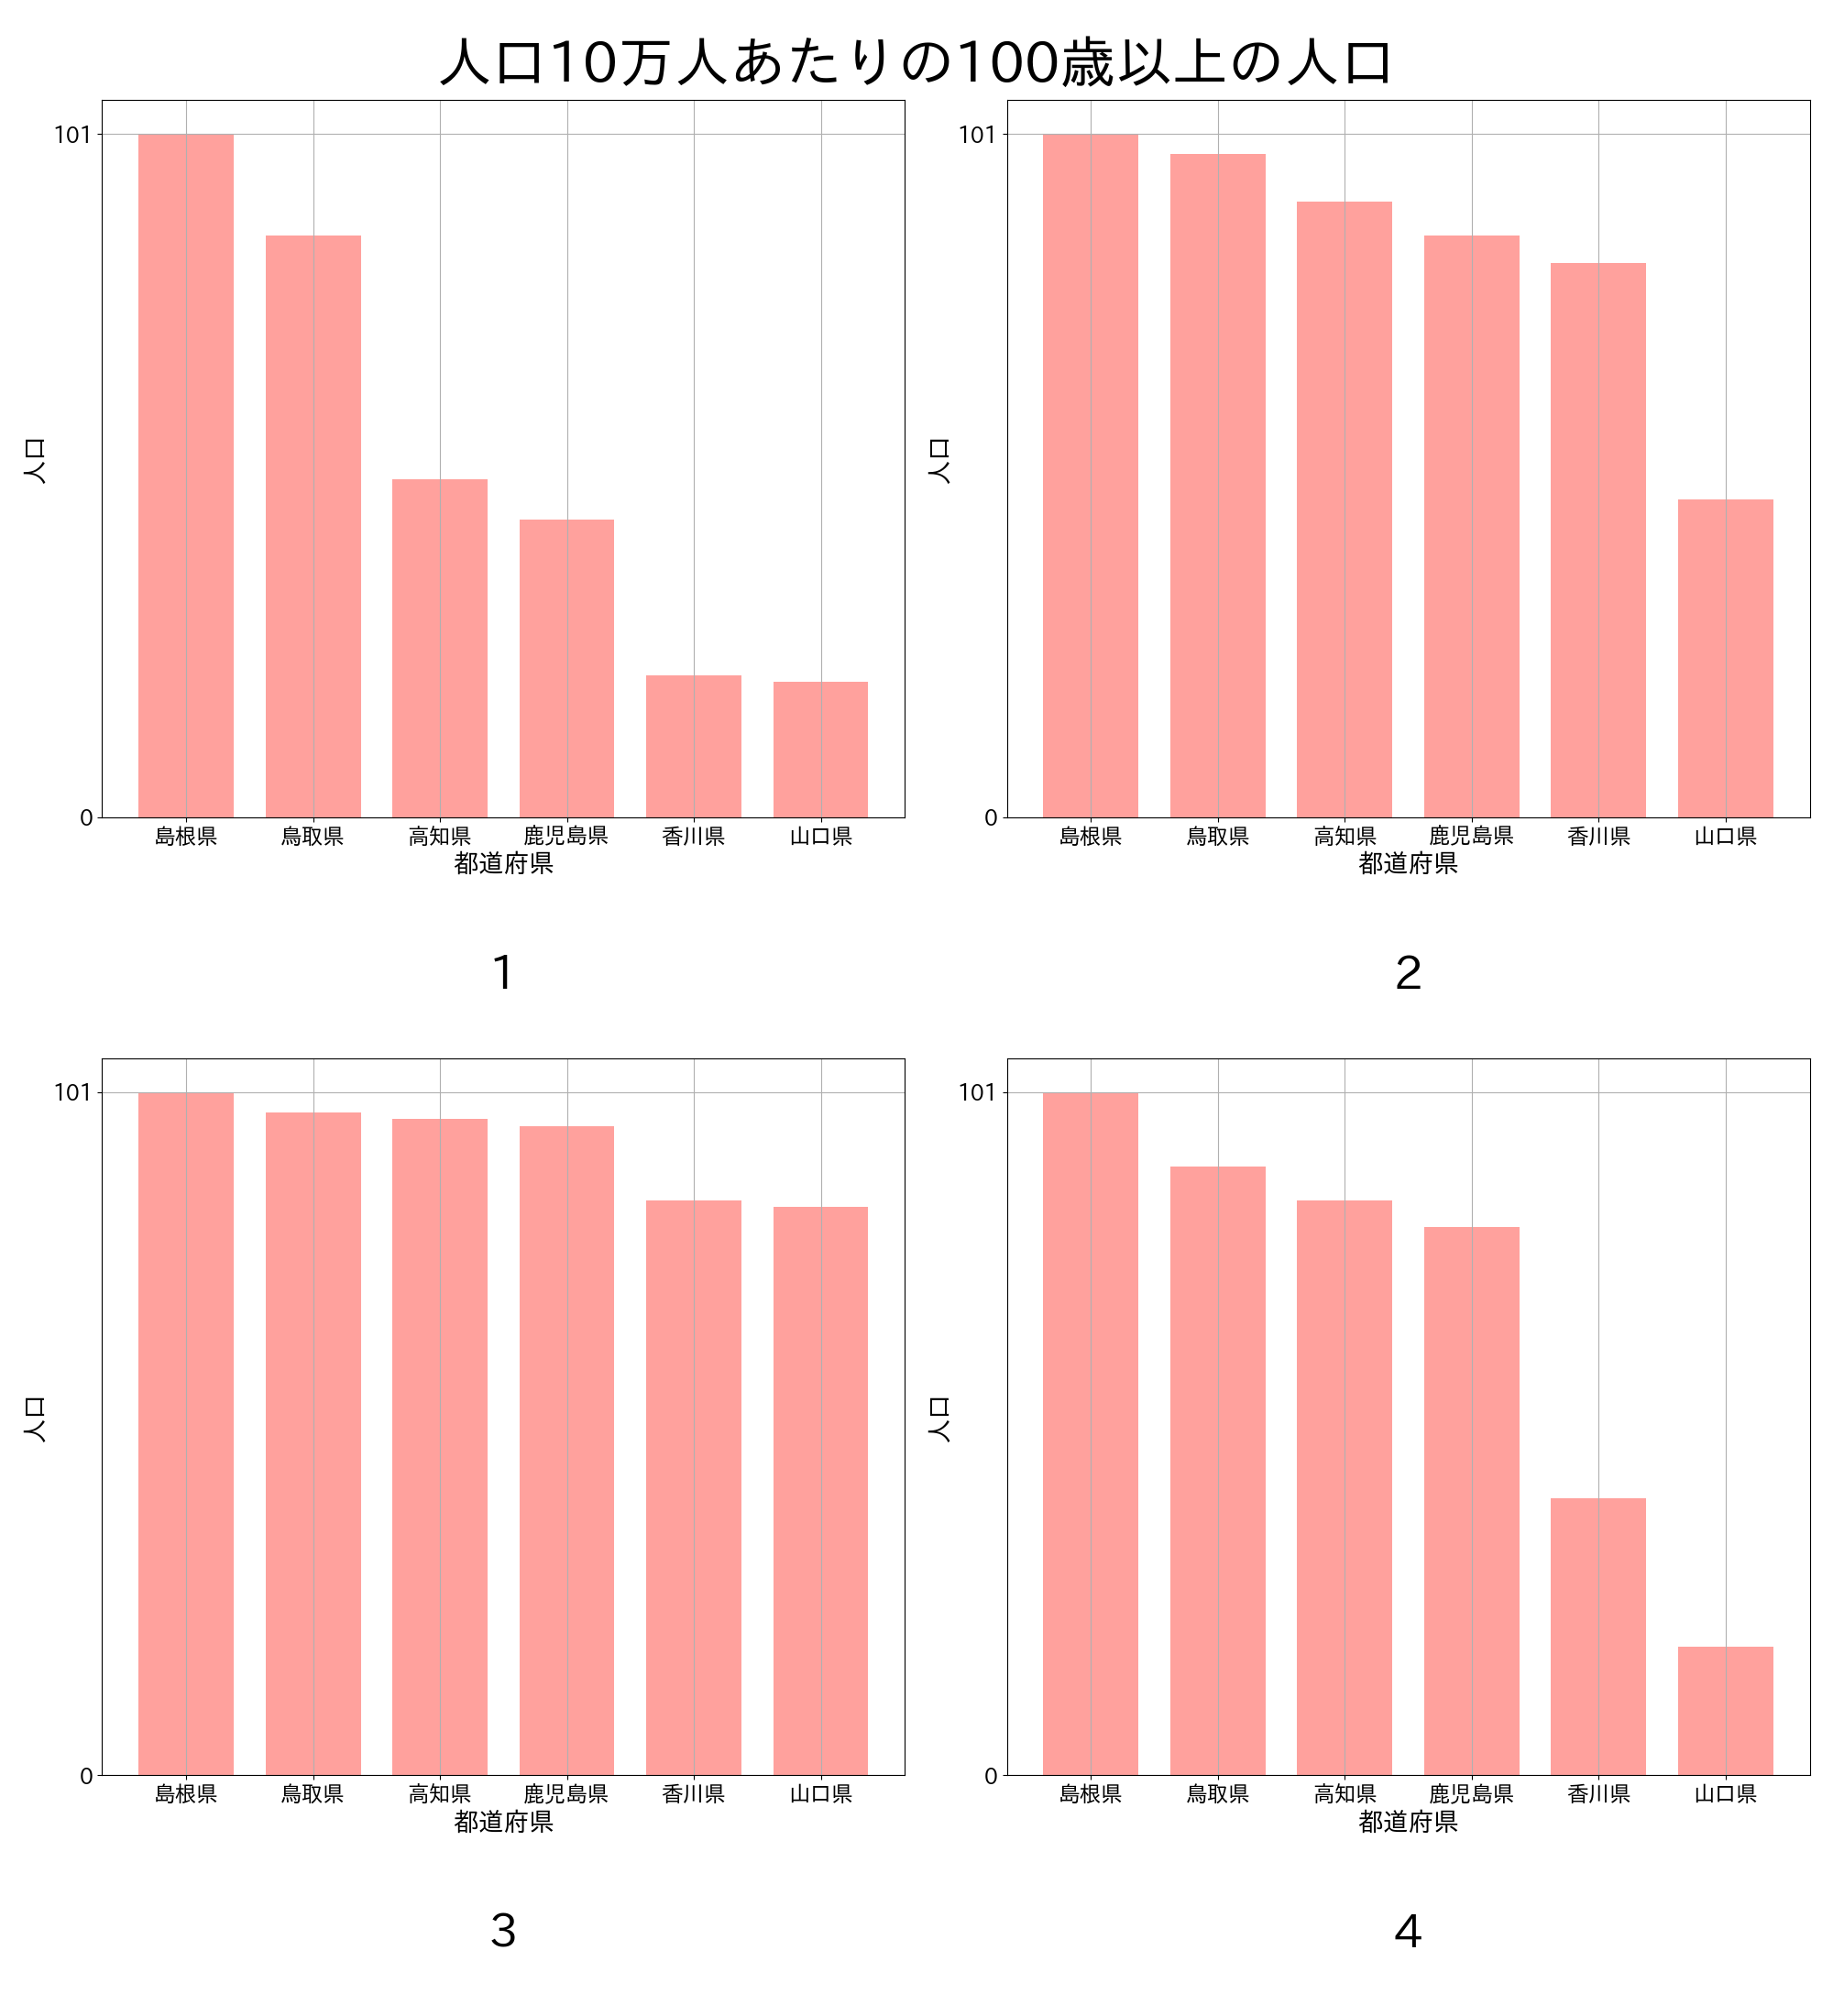 人口10万人あたりの100歳以上の人口
101
人口
0
島根県 鳥取県 高知県 鹿児島県 香川県 山口県
都道府県
1
101
人口
0
島根県 鳥取県 高知県 鹿児島県 香川県 山口県
都道府県
2
101
人口
0
島根県 鳥取県 高知県 鹿児島県 香川県 山口県
都道府県
3
101
人口
0
島根県 鳥取県 高知県 鹿児島県 香川県 山口県
都道府県
4